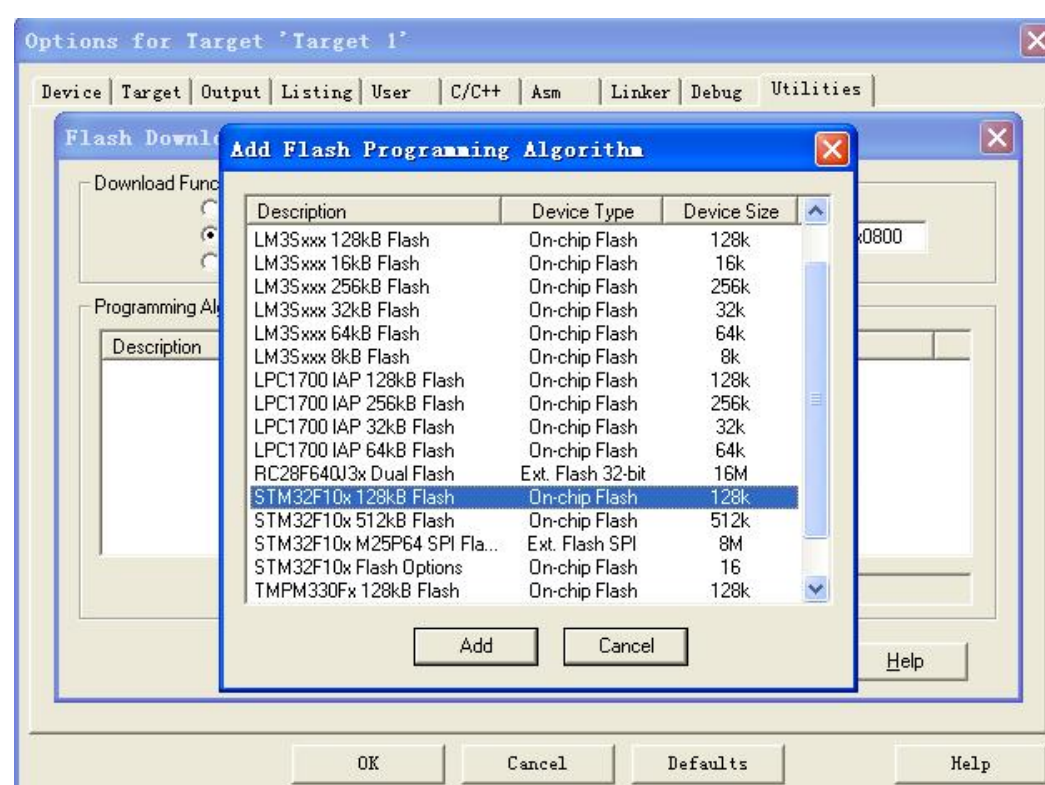 Options for Target 'Target 1'
Device Target Output Listing User C/C++ Asm Linker Debug Utilities
Flash Downlo
Add Flash Programming Algorithm
Download Func
Description Device Type Device Size
LM3Sxxx 128kB Flash On-chip Flash 128k
x0800
LM3Sxxx 16kB Flash On-chip Flash 16k
LM3Sxxx 256kB Flash On-chip Flash 256k
LM3Sxxx 32kB Flash On-chip Flash 32k
Programming Alg
LM3Sxxx 64kB Flash On-chip Flash 64k
Description
LM3Sxxx 8kB Flash On-chip Flash 8k
LPC1700 IAP 128kB Flash On-chip Flash 128k
LPC1700 IAP 256kB Flash On-chip Flash 256k
LPC1700 IAP 32kB Flash On-chip Flash 32k
LPC1700 IAP 64kB Flash On-chip Flash 64k
RC28F640J3x Dual Flash Ext. Flash 32-bit 16M
STM32F10x 128kB Flash On-chip Flash 128k
STM32F10x 512kB Flash On-chip Flash 512k
STM32F10x M25P64 SPI Fla... Ext. Flash SPI 8M
STM32F10x Flash Options On-chip Flash 16
TMPM330Fx 128kB Flash On-chip Flash 128k
Add Cancel
Help
OK Cancel Defaults Help